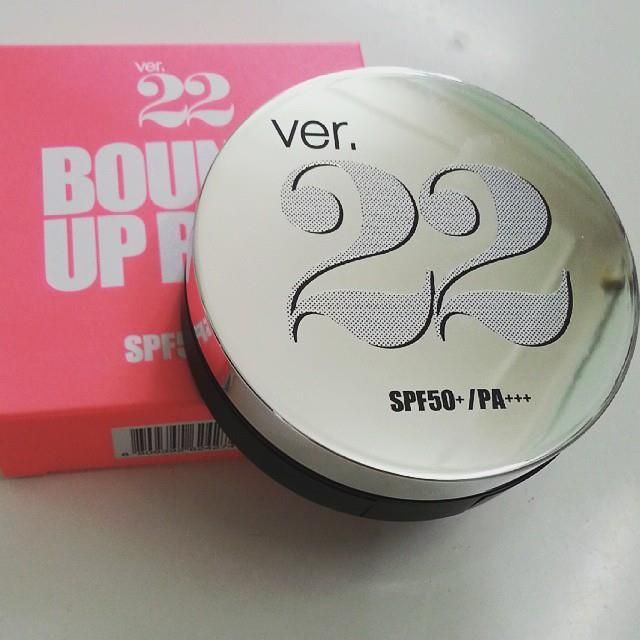 ver.
22
BOUN
UP P
SPF5
ver.
22
SPF50+/PA+++